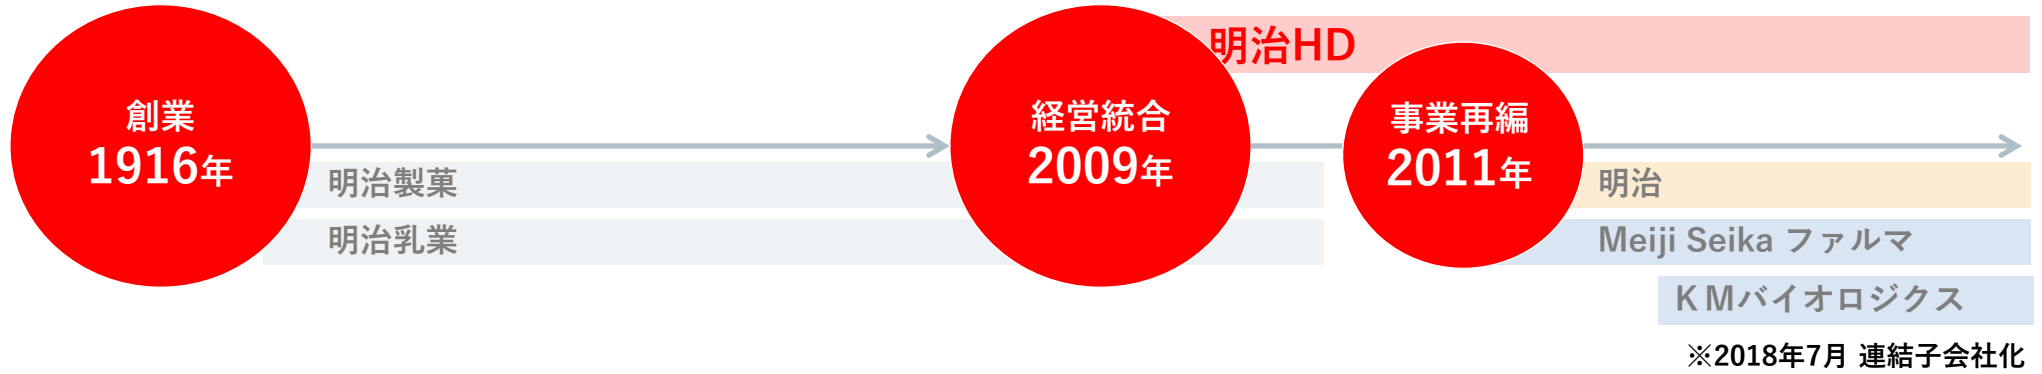 創業
1916年
明治製菓
明治乳業
経営統合
2009年
明治HD
事業再編
2011年
明治
Meiji Seika ファルマ
ＫＭバイオロジクス
※2018年7月 連結子会社化